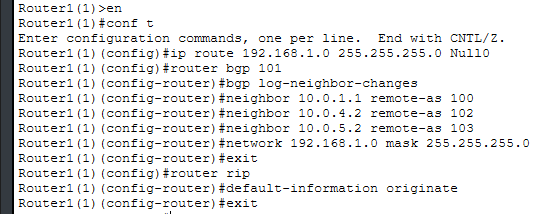 Router1(1)>en
Router1(1)#conf t
Enter configuration commands, one per line.  End with CNTL/Z.
Router1(1)(config)#ip route 192.168.1.0 255.255.255.0 Null0
Router1(1)(config)#router bgp 101
Router1(1)(config-router)#bgp log-neighbor-changes
Router1(1)(config-router)#neighbor 10.0.1.1 remote-as 100
Router1(1)(config-router)#neighbor 10.0.4.2 remote-as 102
Router1(1)(config-router)#neighbor 10.0.5.2 remote-as 103
Router1(1)(config-router)#network 192.168.1.0 mask 255.255.255.0
Router1(1)(config-router)#exit
Router1(1)(config)#router rip
Router1(1)(config-router)#default-information originate
Router1(1)(config-router)#exit